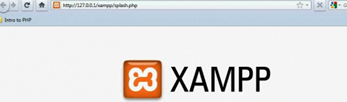 http://127.0.0.1/xampp/splash.php
Intro to PHP
XAMPP